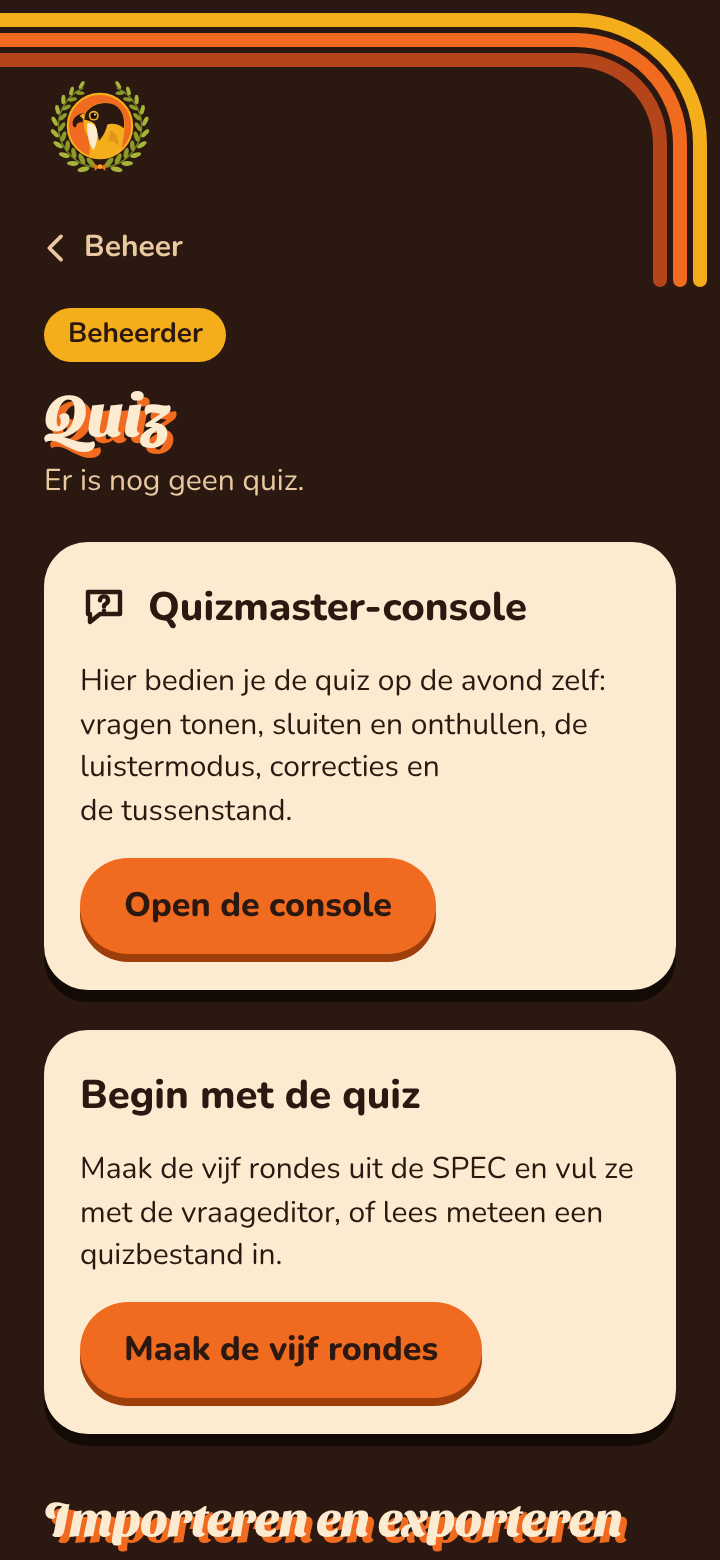 Beheer
Beheerder
Quiz
Er is nog geen quiz.
Quizmaster-console
Hier bedien je de quiz op de avond zelf:
vragen tonen, sluiten en onthullen, de
luistermodus, correcties en
de tussenstand.
Open de console
Begin met de quiz
Maak de vijf rondes uit de SPEC en vul ze
met de vraageditor, of lees meteen een
quizbestand in.
Maak de vijf rondes
Importeren en exporteren